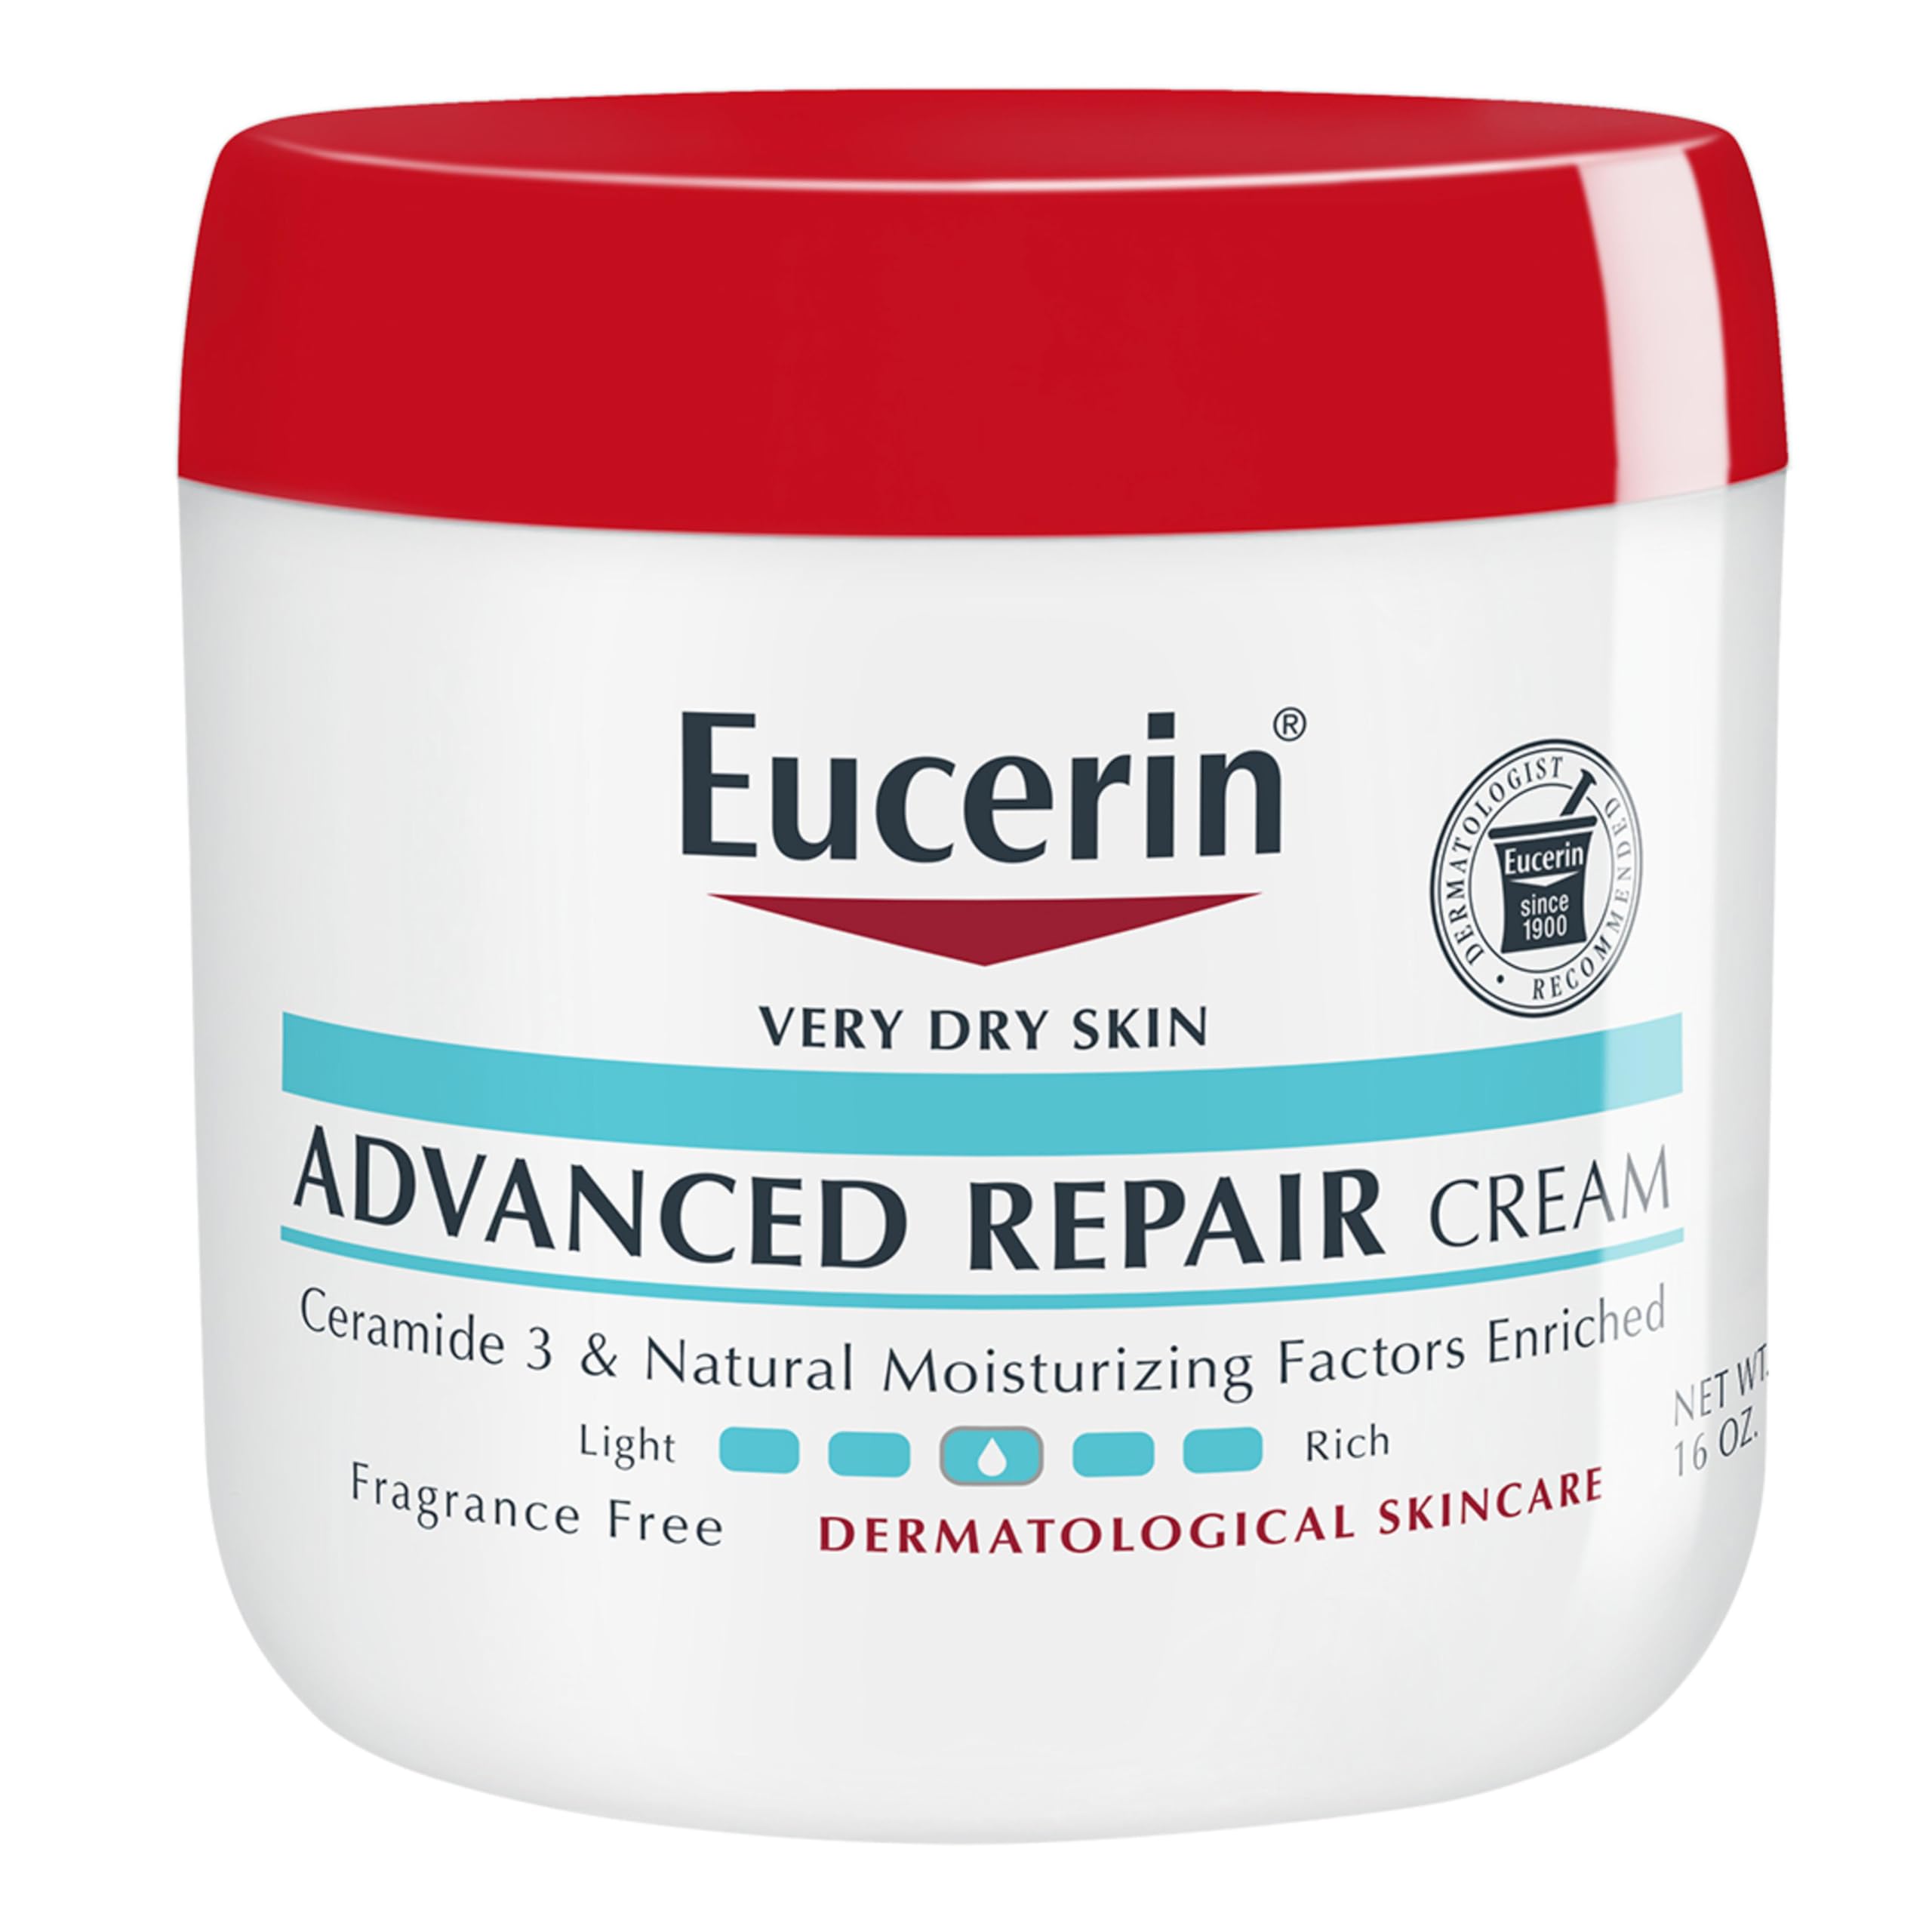 Eucerin®
DERMATOLOGIST RECOMMENDED •
Eucerin
since
1900
VERY DRY SKIN
ADVANCED REPAIR CREAM
Ceramide 3 & Natural Moisturizing Factors Enriched
NET WT.
16 OZ.
Light Rich
Fragrance Free DERMATOLOGICAL SKINCARE